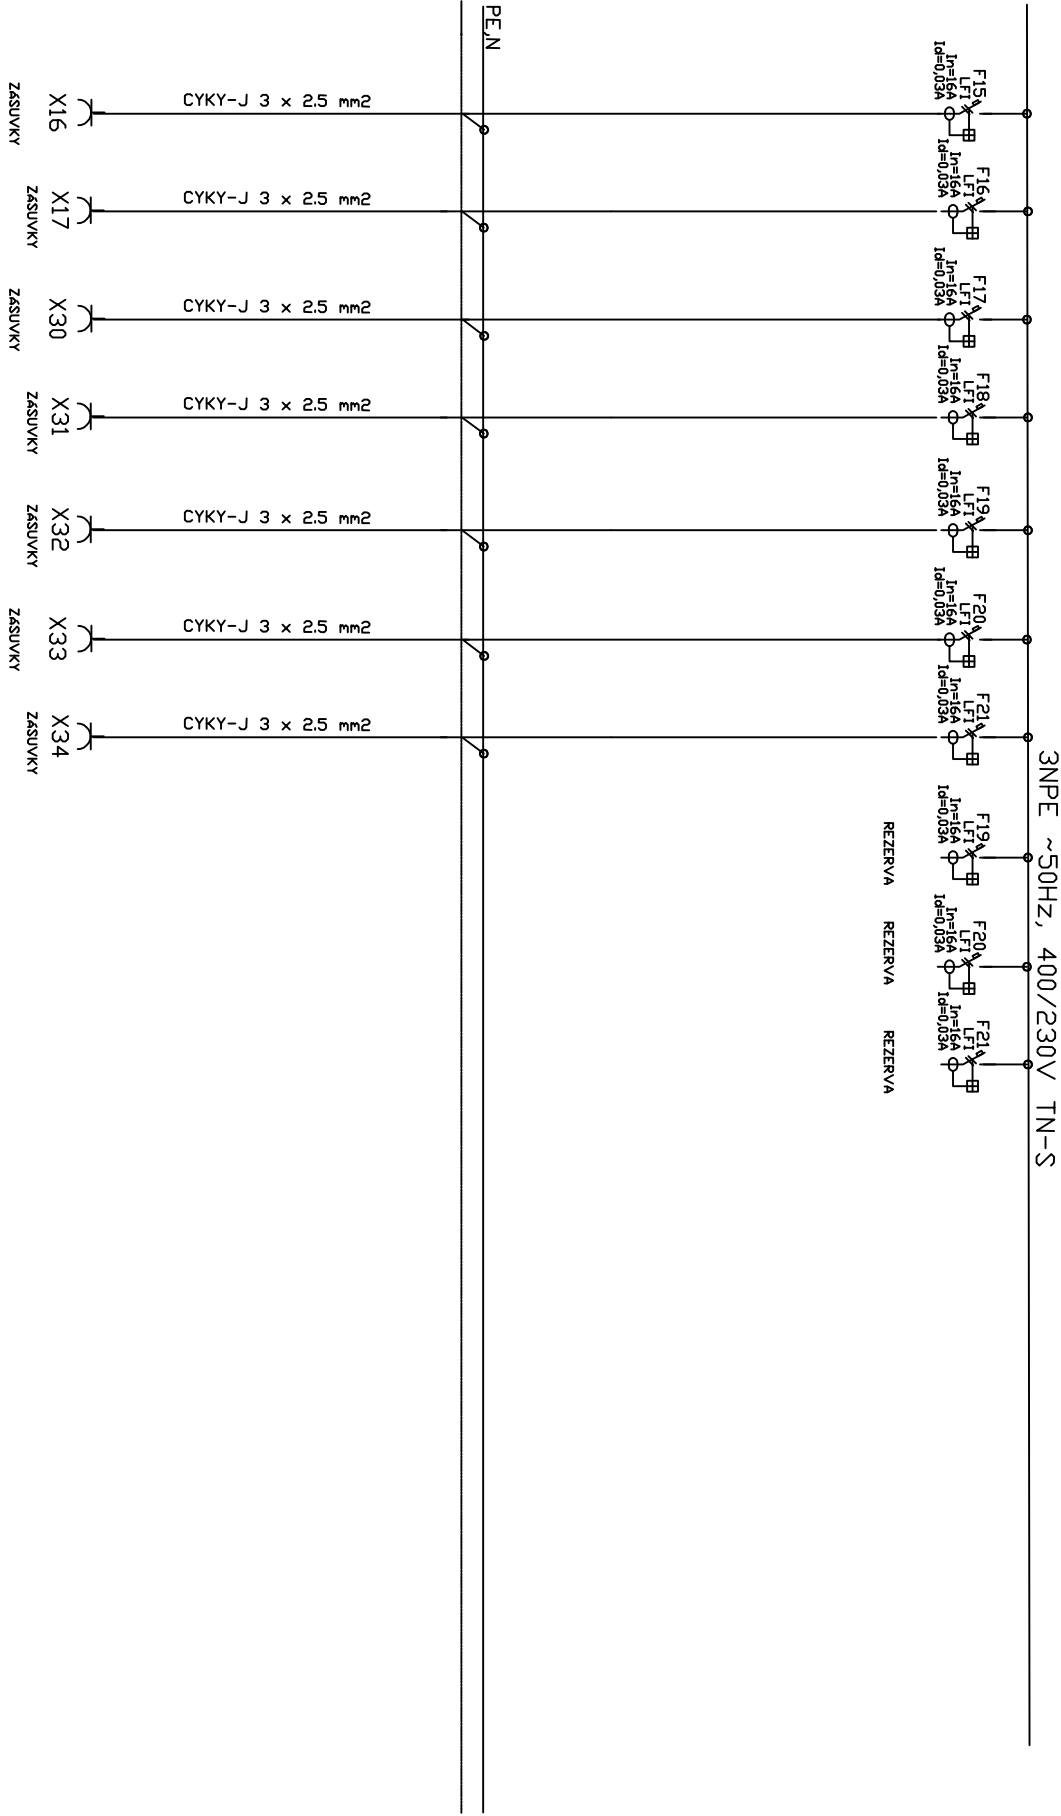 PE,N
F15
LFI
In=16A
Id=0,03A
CYKY-J 3 x 2.5 mm2
X16
ZÁSUVKY
F16
LFI
In=16A
Id=0,03A
CYKY-J 3 x 2.5 mm2
X17
ZÁSUVKY
F17
LFI
In=16A
Id=0,03A
CYKY-J 3 x 2.5 mm2
X30
ZÁSUVKY
F18
LFI
In=16A
Id=0,03A
CYKY-J 3 x 2.5 mm2
X31
ZÁSUVKY
F19
LFI
In=16A
Id=0,03A
CYKY-J 3 x 2.5 mm2
X32
ZÁSUVKY
F20
LFI
In=16A
Id=0,03A
CYKY-J 3 x 2.5 mm2
X33
ZÁSUVKY
F21
LFI
In=16A
Id=0,03A
CYKY-J 3 x 2.5 mm2
X34
ZÁSUVKY
3NPE ~50Hz, 400/230V TN-S
F19
LFI
In=16A
Id=0,03A
REZERVA
F20
LFI
In=16A
Id=0,03A
REZERVA
F21
LFI
In=16A
Id=0,03A
REZERVA